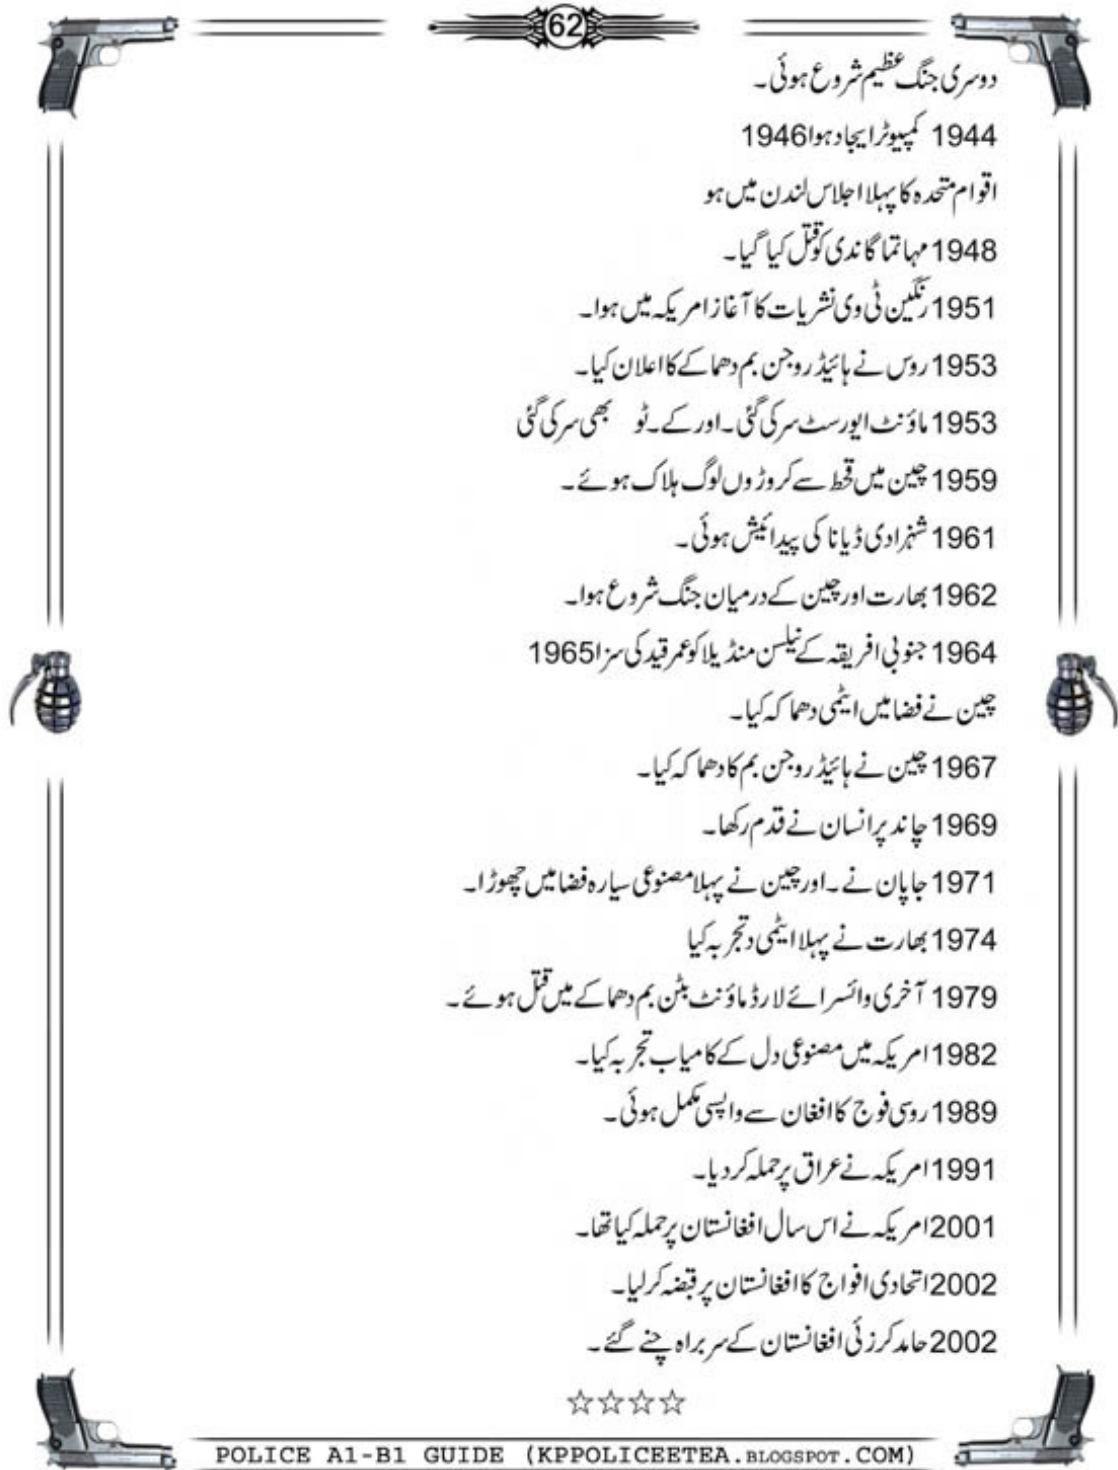 62
دوسری جنگ عظیم شروع ہوئی۔
1944 کمپیوٹر ایجاد ہوا 1946
اقوام متحدہ کا پہلا اجلاس لندن میں ہو
1948 مہاتما گاندی کو قتل کیا گیا۔
1951 رنگین ٹی وی نشریات کا آغاز امریکہ میں ہوا۔
1953 روس نے ہائیڈروجن بم دھماکے کا اعلان کیا۔
1953 ماؤنٹ ایورسٹ سر کی گئی۔ اور کے۔ ٹو بھی سر کی گئی
1959 چین میں قحط سے کروڑوں لوگ ہلاک ہوئے۔
1961 شہزادی ڈیانا کی پیدائیش ہوئی۔
1962 بھارت اور چین کے درمیان جنگ شروع ہوا۔
1964 جنوبی افریقہ کے نیلسن منڈیلا کو عمر قید کی سزا 1965
چین نے فضا میں ایٹمی دھماکہ کیا۔
1967 چین نے ہائیڈروجن بم کا دھماکہ کیا۔
1969 چاند پر انسان نے قدم رکھا۔
1971 جاپان نے۔ اور چین نے پہلا مصنوعی سیارہ فضا میں چھوڑا۔
1974 بھارت نے پہلا ایٹمی دتجربہ کیا
1979 آخری وائسرائے لارڈ ماؤنٹ بٹن بم دھماکے میں قتل ہوئے۔
1982 امریکہ میں مصنوعی دل کے کامیاب تجربہ کیا۔
1989 روسی فوج کا افغان سے واپسی مکمل ہوئی۔
1991 امریکہ نے عراق پر حملہ کر دیا۔
2001 امریکہ نے اس سال افغانستان پر حملہ کیا تھا۔
2002 اتحادی افواج کا افغانستان پر قبضہ کر لیا۔
2002 حامد کرزئی افغانستان کے سربراہ چنے گئے۔
☆☆☆☆
POLICE A1-B1 GUIDE (KPPOLICEETEA.BLOGSPOT.COM)